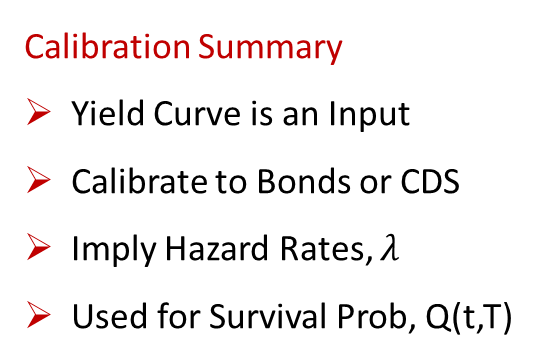 Calibration Summary
➢ Yield Curve is an Input
➢ Calibrate to Bonds or CDS
➢ Imply Hazard Rates, λ
➢ Used for Survival Prob, Q(t,T)